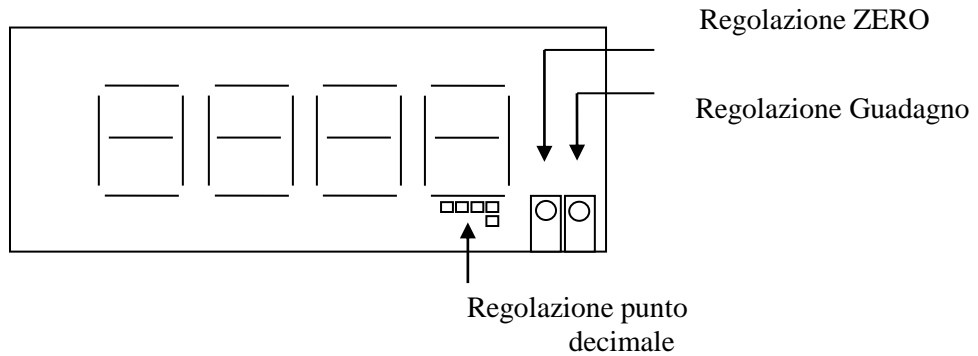 Regolazione ZERO
Regolazione Guadagno
Regolazione punto
decimale